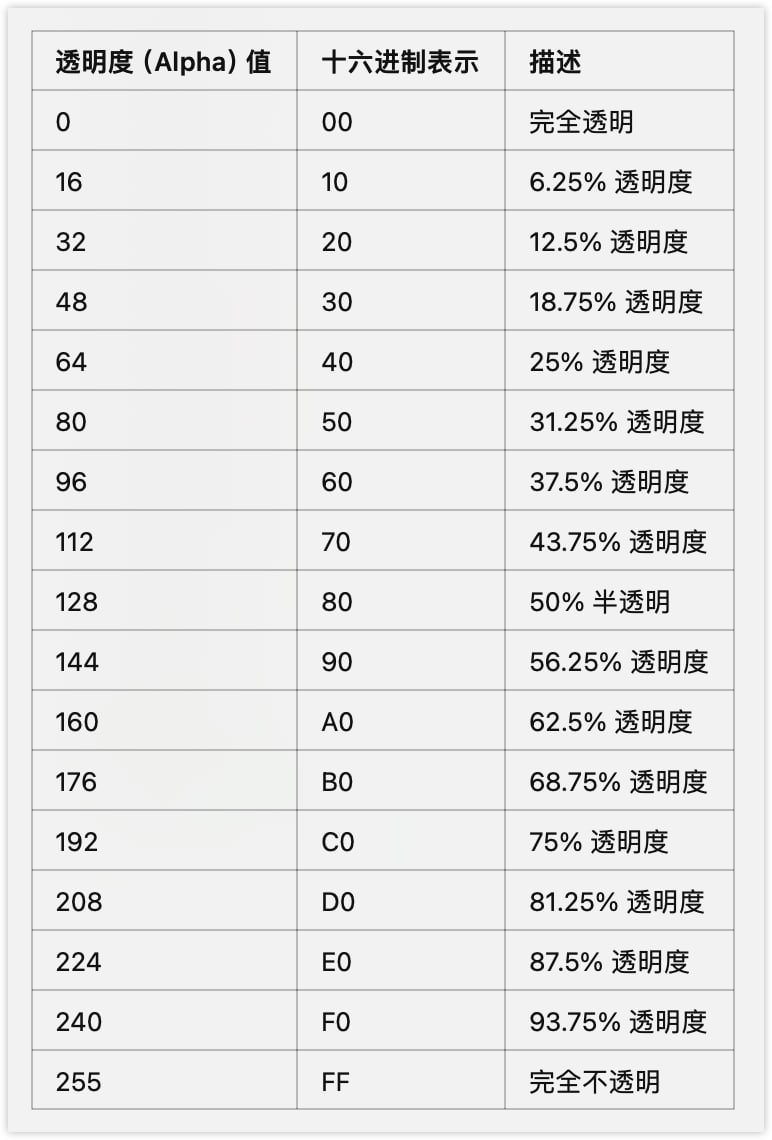 透明度（Alpha）值 十六进制表示 描述
0 00 完全透明
16 10 6.25% 透明度
32 20 12.5% 透明度
48 30 18.75% 透明度
64 40 25% 透明度
80 50 31.25% 透明度
96 60 37.5% 透明度
112 70 43.75% 透明度
128 80 50% 半透明
144 90 56.25% 透明度
160 A0 62.5% 透明度
176 B0 68.75% 透明度
192 C0 75% 透明度
208 D0 81.25% 透明度
224 E0 87.5% 透明度
240 F0 93.75% 透明度
255 FF 完全不透明